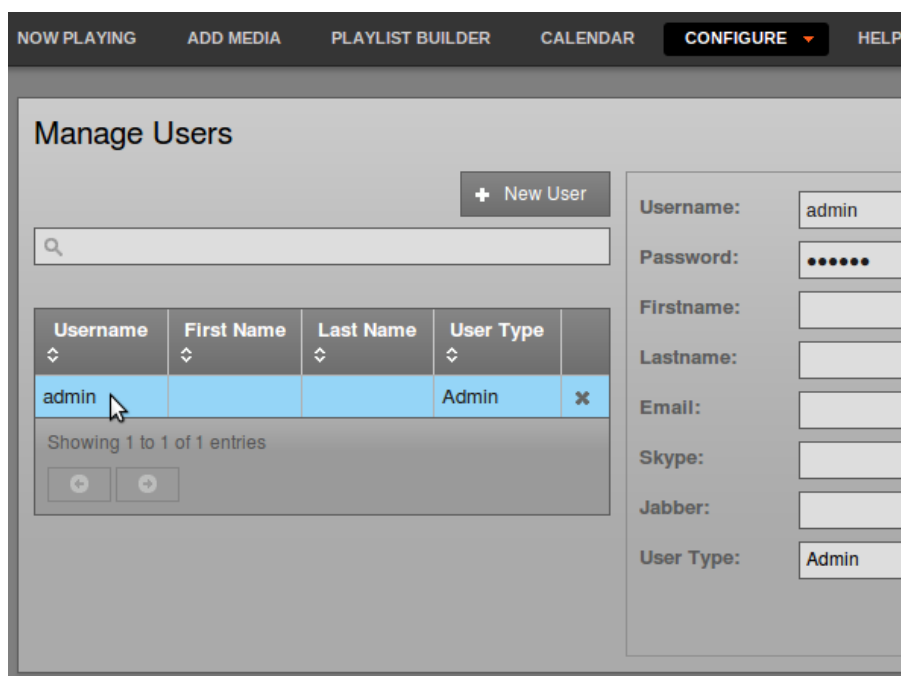 NOW PLAYING ADD MEDIA PLAYLIST BUILDER CALENDAR CONFIGURE HELP
Manage Users
New User
Username First Name Last Name User Type
admin Admin
Showing 1 to 1 of 1 entries
Username: admin
Password: ••••••
Firstname:
Lastname:
Email:
Skype:
Jabber:
User Type: Admin